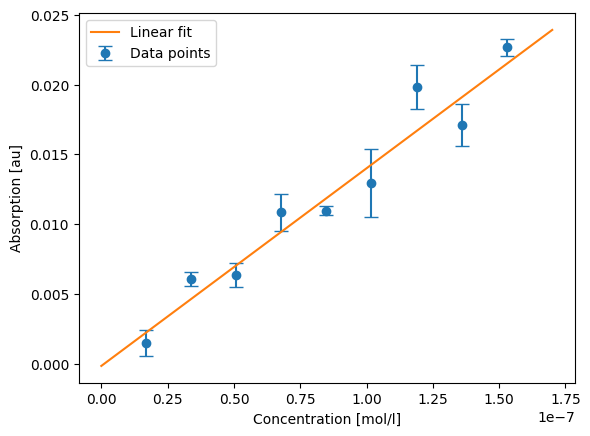 0.025
0.020
0.015
0.010
0.005
0.000
Absorption [au]
Linear fit
Data points
0.00 0.25 0.50 0.75 1.00 1.25 1.50 1.75
1e−7
Concentration [mol/l]